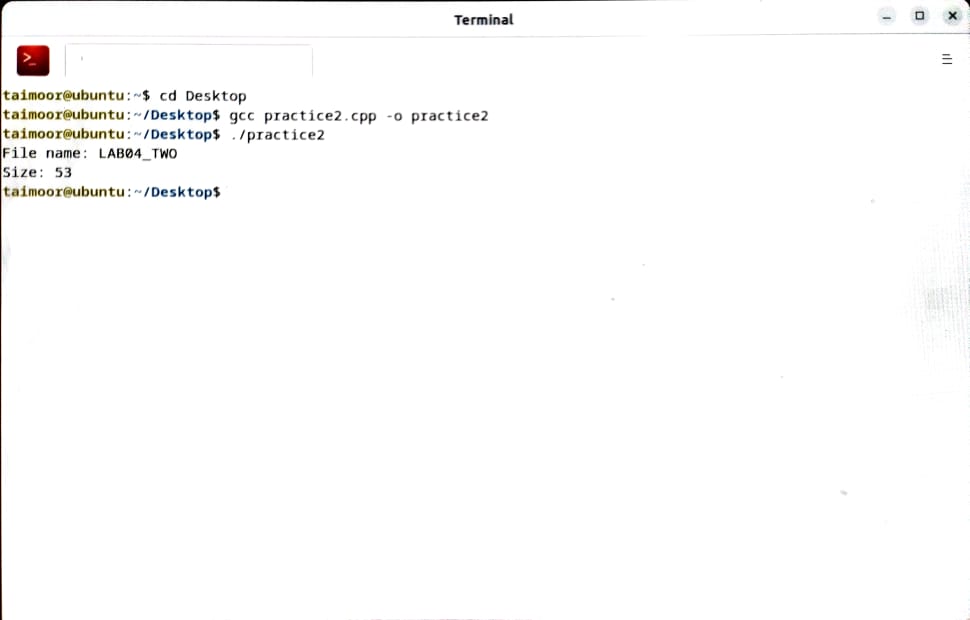 Terminal
>_
taimoor@ubuntu:~$ cd Desktop
taimoor@ubuntu:~/Desktop$ gcc practice2.cpp -o practice2
taimoor@ubuntu:~/Desktop$ ./practice2
File name: LAB04_TWO
Size: 53
taimoor@ubuntu:~/Desktop$